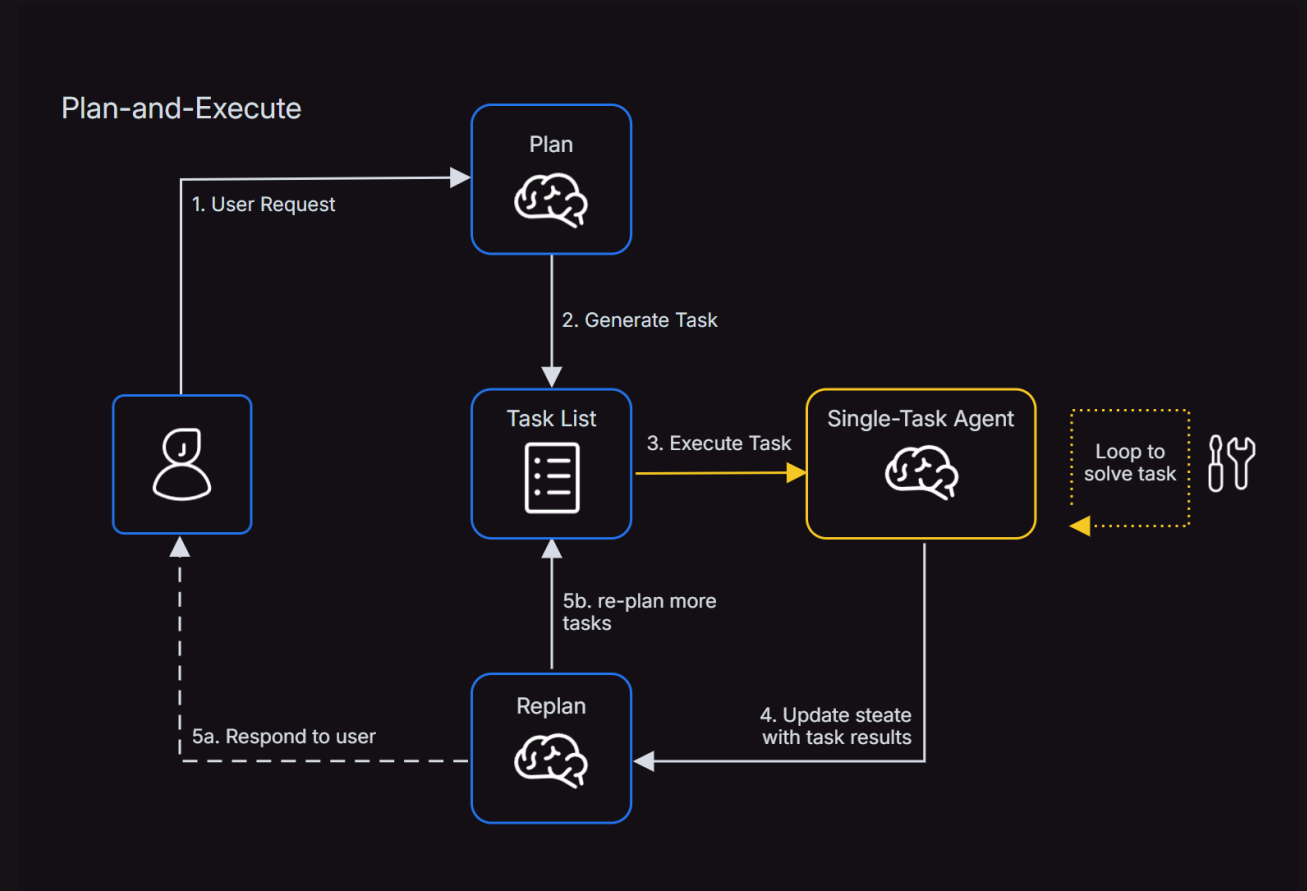 Plan-and-Execute
Plan
1. User Request
2. Generate Task
Task List
3. Execute Task
Single-Task Agent
Loop to
solve task
5b. re-plan more
tasks
Replan
4. Update steate
with task results
5a. Respond to user